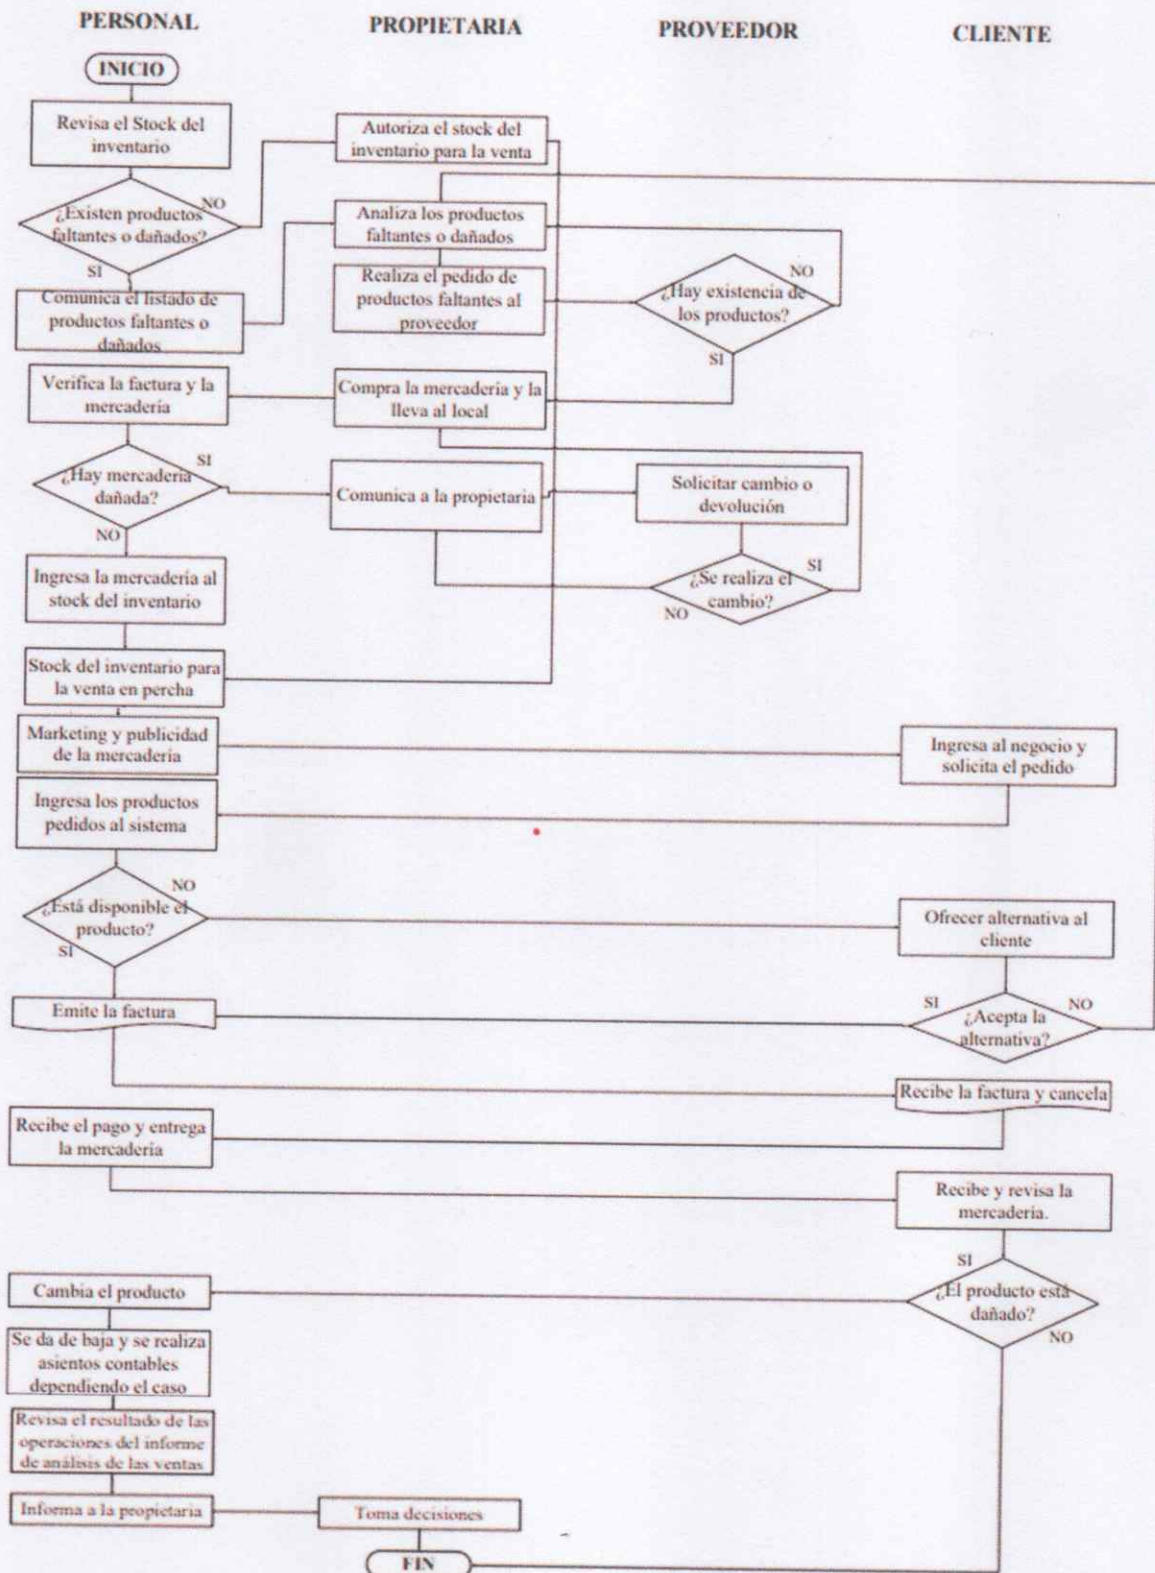 PERSONAL
PROPIETARIA
PROVEEDOR
CLIENTE
INICIO
Revisa el Stock del
inventario
Autoriza el stock del
inventario para la venta
¿Existen productos
faltantes o dañados?
NO
SI
Analiza los productos
faltantes o dañados
Comunica el listado de
productos faltantes o
dañados
Realiza el pedido de
productos faltantes al
proveedor
¿Hay existencia de
los productos?
NO
SI
Verifica la factura y la
mercadería
Compra la mercadería y la
lleva al local
¿Hay mercadería
dañada?
SI
NO
Comunica a la propietaria
Solicitar cambio o
devolución
¿Se realiza el
cambio?
SI
NO
Ingresa la mercadería al
stock del inventario
Stock del inventario para
la venta en percha
Marketing y publicidad
de la mercadería
Ingresa al negocio y
solicita el pedido
Ingresa los productos
pedidos al sistema
¿Está disponible el
producto?
NO
SI
Ofrecer alternativa al
cliente
Emite la factura
¿Acepta la
alternativa?
SI
NO
Recibe la factura y cancela
Recibe el pago y entrega
la mercadería
Recibe y revisa la
mercadería.
¿El producto está
dañado?
SI
NO
Cambia el producto
Se da de baja y se realiza
asientos contables
dependiendo el caso
Revisa el resultado de las
operaciones del informe
de análisis de las ventas
Informa a la propietaria
Toma decisiones
FIN